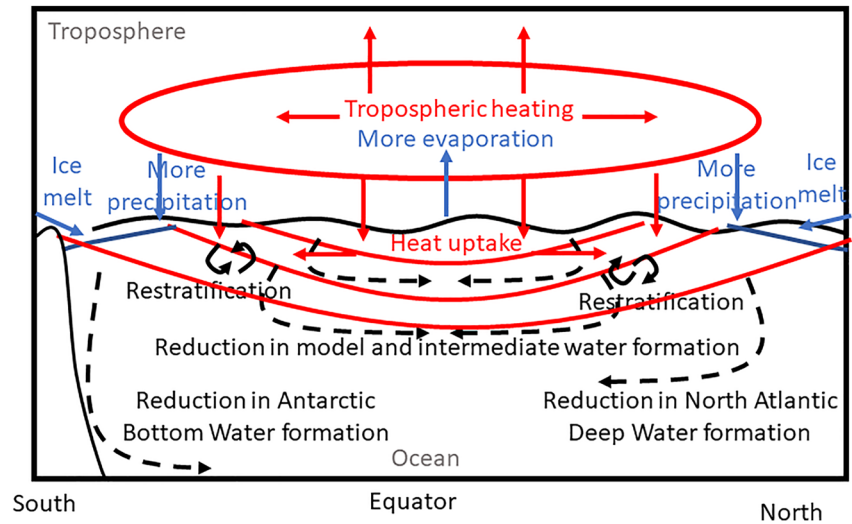 Troposphere
Tropospheric heating
More evaporation
Ice
melt
More
precipitation
More
precipitation
Ice
melt
Heat uptake
Restratification
Restratification
Reduction in model and intermediate water formation
Reduction in Antarctic
Bottom Water formation
Reduction in North Atlantic
Deep Water formation
Ocean
South
Equator
North